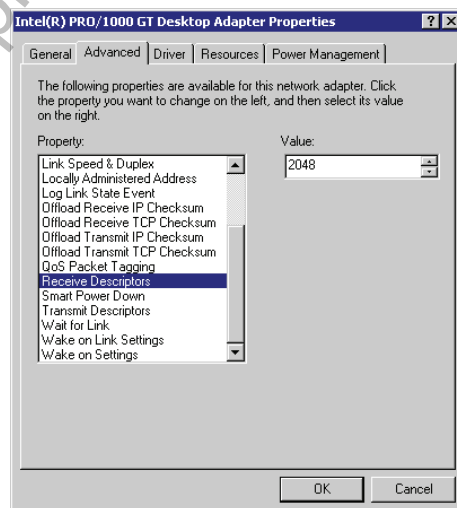 Intel(R) PRO/1000 GT Desktop Adapter Properties
General Advanced Driver Resources Power Management
The following properties are available for this network adapter. Click
the property you want to change on the left, and then select its value
on the right.
Property: Value:
Link Speed & Duplex 2048
Locally Administered Address
Log Link State Event
Offload Receive IP Checksum
Offload Receive TCP Checksum
Offload Transmit IP Checksum
Offload Transmit TCP Checksum
QoS Packet Tagging
Receive Descriptors
Smart Power Down
Transmit Descriptors
Wait for Link
Wake on Link Settings
Wake on Settings
OK Cancel